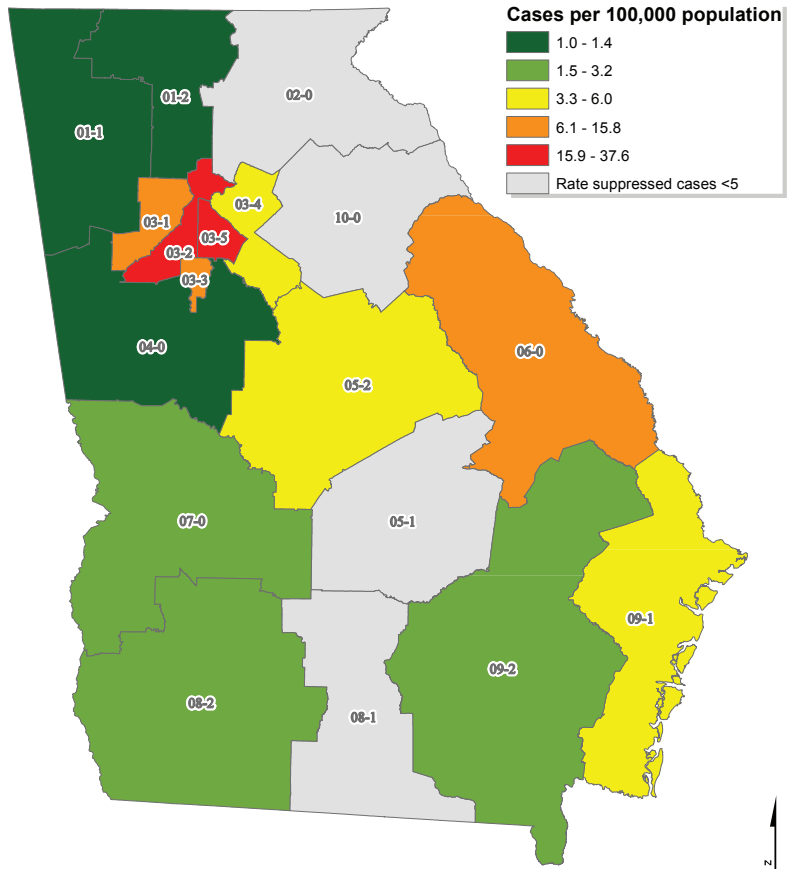 Cases per 100,000 population
1.0 - 1.4
1.5 - 3.2
3.3 - 6.0
6.1 - 15.8
15.9 - 37.6
Rate suppressed cases <5
01-2
02-0
01-1
03-4
03-1
10-0
03-5
03-2
03-3
04-0
06-0
05-2
07-0
05-1
09-1
09-2
08-2
08-1
N